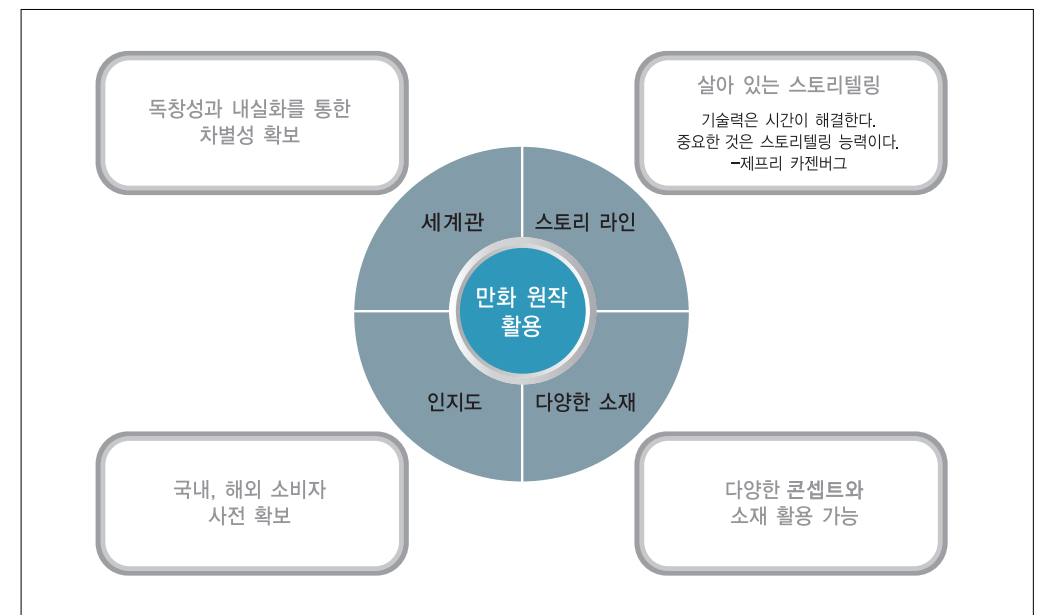 독창성과 내실화를 통한
차별성 확보
살아 있는 스토리텔링
기술력은 시간이 해결한다.
중요한 것은 스토리텔링 능력이다.
-제프리 카젠버그
세계관
스토리 라인
만화 원작
활용
인지도
다양한 소재
국내, 해외 소비자
사전 확보
다양한 콘셉트와
소재 활용 가능